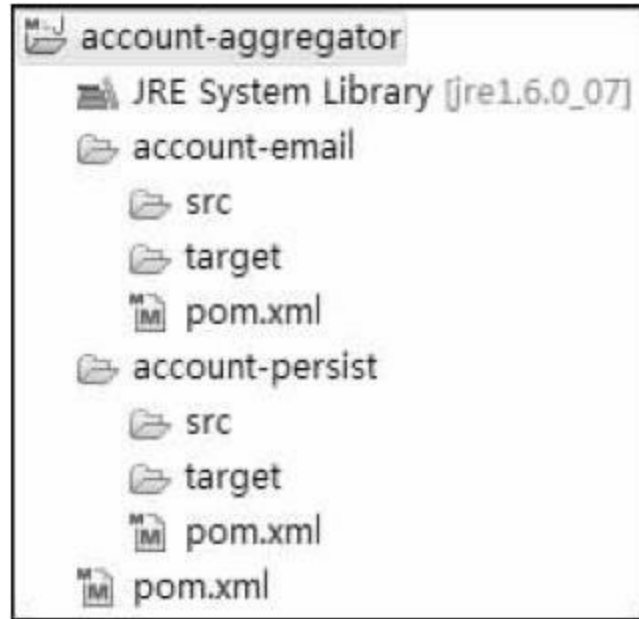 account-aggregator
JRE System Library [jre1.6.0_07]
account-email
src
target
pom.xml
account-persist
src
target
pom.xml
pom.xml